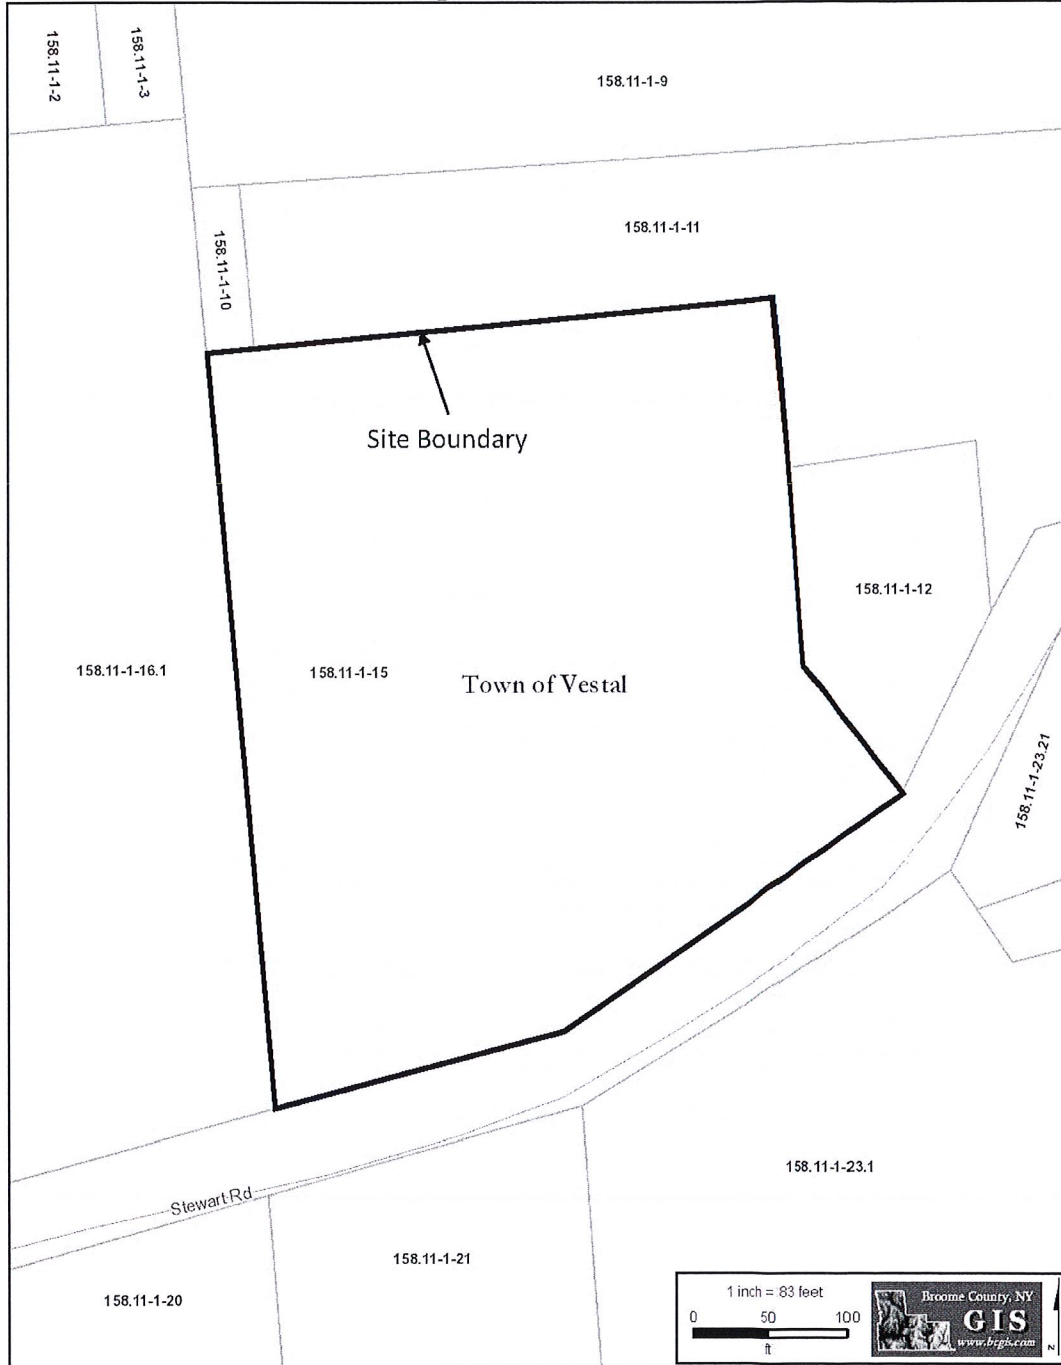 158.11-1-2
158.11-1-3
158.11-1-9
158.11-1-10
158.11-1-11
Site Boundary
158.11-1-12
158.11-1-16.1
158.11-1-15
Town of Vestal
158.11-1-23.21
158.11-1-23.1
Stewart Rd
158.11-1-21
158.11-1-20
1 inch = 83 feet
0 50 100
ft
Broome County, NY
GIS
www.bcgis.com
N